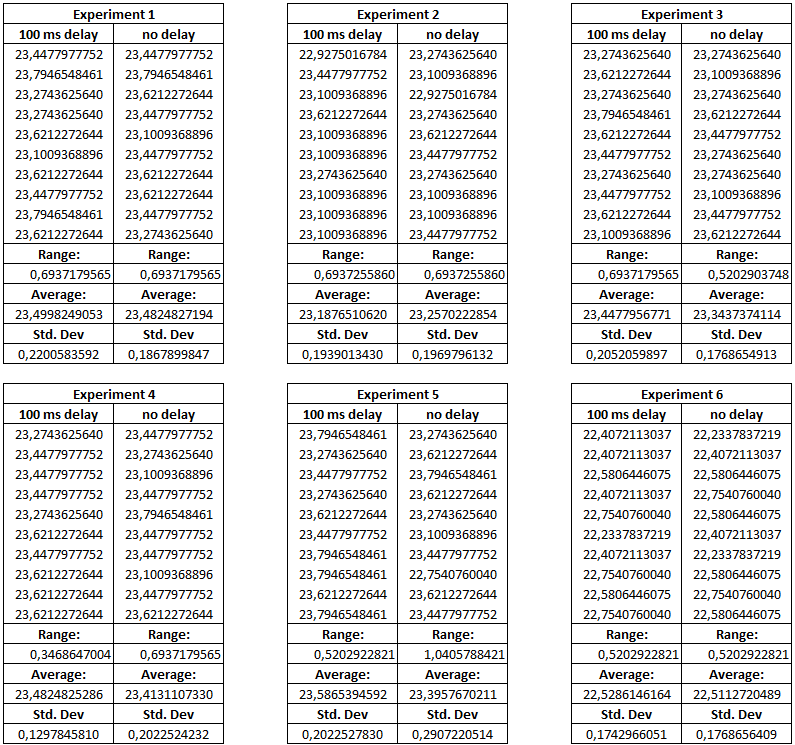 Experiment 1
100 ms delay no delay
23,4477977752 23,4477977752
23,7946548461 23,7946548461
23,2743625640 23,6212272644
23,2743625640 23,4477977752
23,6212272644 23,1009368896
23,1009368896 23,4477977752
23,6212272644 23,6212272644
23,4477977752 23,6212272644
23,7946548461 23,4477977752
23,6212272644 23,2743625640
Range: Range:
0,6937179565 0,6937179565
Average: Average:
23,4998249053 23,4824827194
Std. Dev Std. Dev
0,2200583592 0,1867899847
Experiment 2
100 ms delay no delay
22,9275016784 23,2743625640
23,4477977752 23,1009368896
23,1009368896 22,9275016784
23,6212272644 23,2743625640
23,1009368896 23,6212272644
23,1009368896 23,4477977752
23,2743625640 23,2743625640
23,1009368896 23,1009368896
23,1009368896 23,1009368896
23,1009368896 23,4477977752
Range: Range:
0,6937255860 0,6937255860
Average: Average:
23,1876510620 23,2570222854
Std. Dev Std. Dev
0,1939013430 0,1969796132
Experiment 3
100 ms delay no delay
23,2743625640 23,2743625640
23,6212272644 23,1009368896
23,2743625640 23,2743625640
23,7946548461 23,6212272644
23,6212272644 23,4477977752
23,4477977752 23,2743625640
23,2743625640 23,2743625640
23,4477977752 23,1009368896
23,6212272644 23,4477977752
23,1009368896 23,6212272644
Range: Range:
0,6937179565 0,5202903748
Average: Average:
23,4477956771 23,3437374114
Std. Dev Std. Dev
0,2052059897 0,1768654913
Experiment 4
100 ms delay no delay
23,2743625640 23,4477977752
23,4477977752 23,2743625640
23,4477977752 23,1009368896
23,4477977752 23,4477977752
23,2743625640 23,7946548461
23,6212272644 23,4477977752
23,4477977752 23,4477977752
23,6212272644 23,1009368896
23,6212272644 23,4477977752
23,6212272644 23,6212272644
Range: Range:
0,3468647004 0,6937179565
Average: Average:
23,4824825286 23,4131107330
Std. Dev Std. Dev
0,1297845810 0,2022524232
Experiment 5
100 ms delay no delay
23,7946548461 23,2743625640
23,2743625640 23,6212272644
23,4477977752 23,7946548461
23,2743625640 23,6212272644
23,6212272644 23,2743625640
23,4477977752 23,1009368896
23,7946548461 23,4477977752
23,7946548461 22,7540760040
23,6212272644 23,6212272644
23,7946548461 23,4477977752
Range: Range:
0,5202922821 1,0405788421
Average: Average:
23,5865394592 23,3957670211
Std. Dev Std. Dev
0,2022527830 0,2907220514
Experiment 6
100 ms delay no delay
22,4072113037 22,2337837219
22,4072113037 22,4072113037
22,5806446075 22,5806446075
22,4072113037 22,7540760040
22,7540760040 22,5806446075
22,2337837219 22,4072113037
22,4072113037 22,2337837219
22,7540760040 22,5806446075
22,5806446075 22,7540760040
22,7540760040 22,5806446075
Range: Range:
0,5202922821 0,5202922821
Average: Average:
22,5286146164 22,5112720489
Std. Dev Std. Dev
0,1742966051 0,1768656409